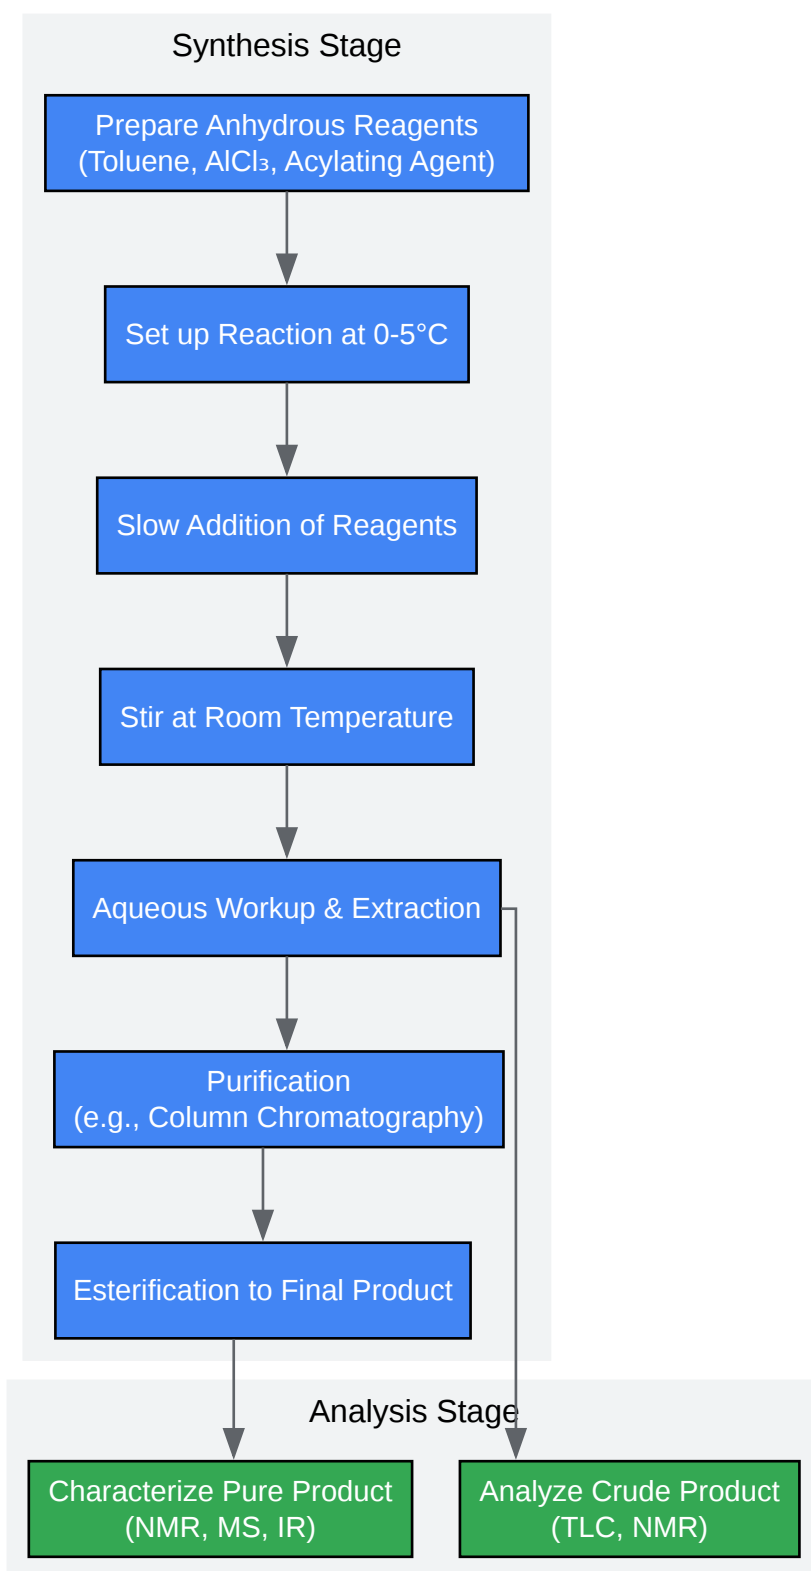 Synthesis Stage
Prepare Anhydrous Reagents
(Toluene, AlCl₃, Acylating Agent)
Set up Reaction at 0-5°C
Slow Addition of Reagents
Stir at Room Temperature
Aqueous Workup & Extraction
Purification
(e.g., Column Chromatography)
Esterification to Final Product
Analysis Stage
Characterize Pure Product
(NMR, MS, IR)
Analyze Crude Product
(TLC, NMR)